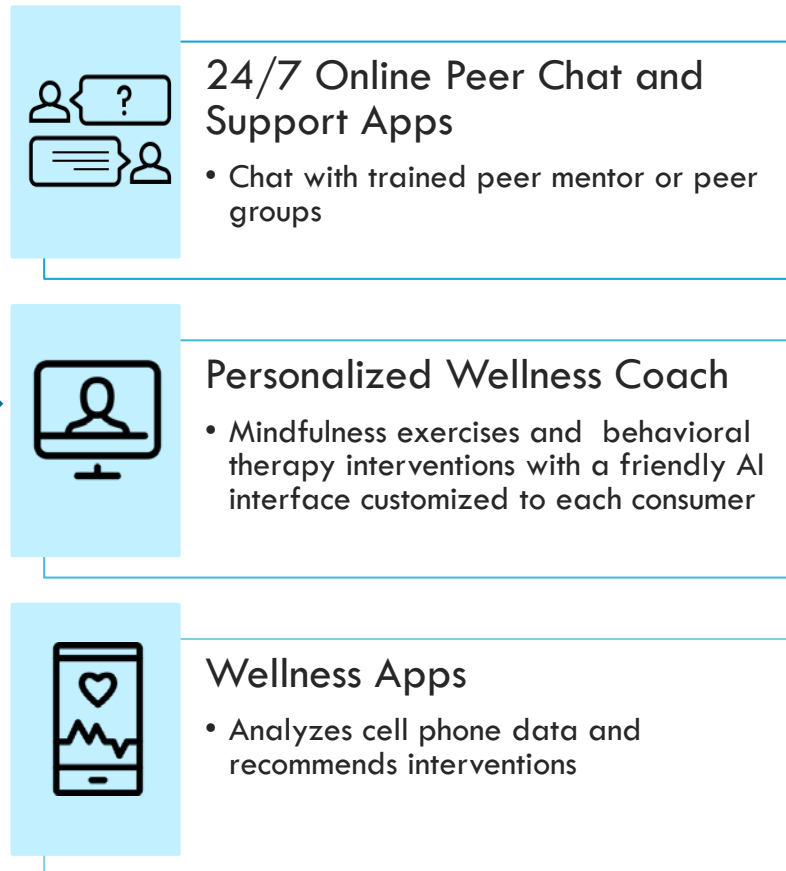 ?
24/7 Online Peer Chat and
Support Apps
• Chat with trained peer mentor or peer
groups
Personalized Wellness Coach
• Mindfulness exercises and  behavioral
therapy interventions with a friendly AI
interface customized to each consumer
Wellness Apps
• Analyzes cell phone data and
recommends interventions